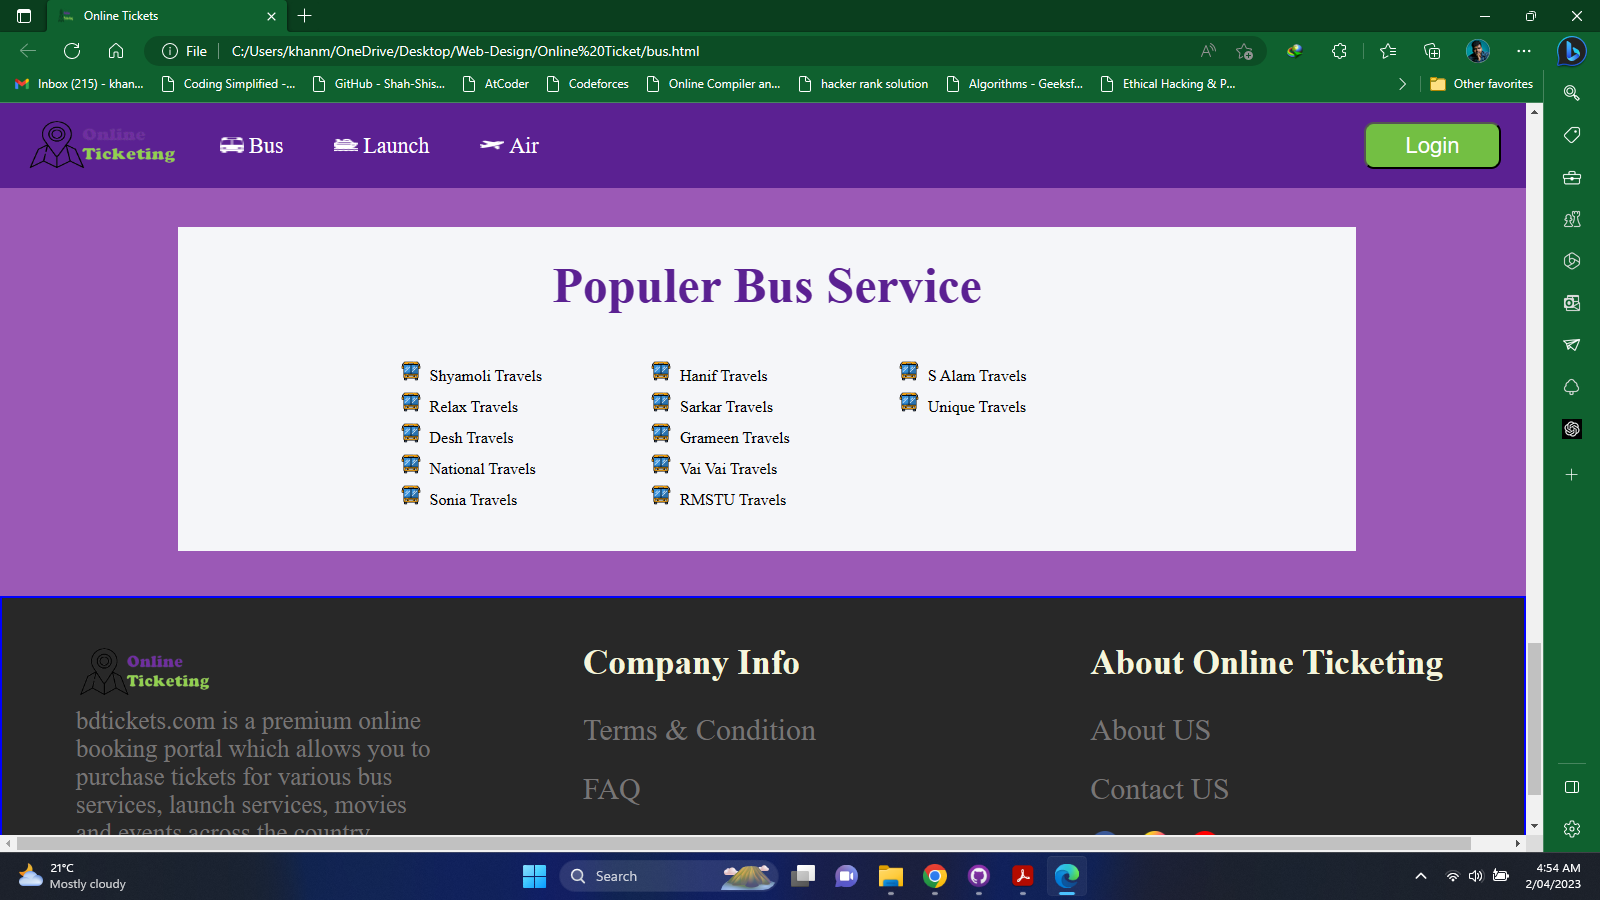 Online Tickets
File
C:/Users/khanm/OneDrive/Desktop/Web-Design/Online%20Ticket/bus.html
Inbox (215) - khan...
Coding Simplified -...
GitHub - Shah-Shis...
AtCoder
Codeforces
Online Compiler an...
hacker rank solution
Algorithms - Geeksf...
Ethical Hacking & P...
Other favorites
Online
Ticketing
Bus
Launch
Air
Login
Populer Bus Service
Shyamoli Travels
Relax Travels
Desh Travels
National Travels
Sonia Travels
Hanif Travels
Sarkar Travels
Grameen Travels
Vai Vai Travels
RMSTU Travels
S Alam Travels
Unique Travels
Online
Ticketing
bdtickets.com is a premium online
booking portal which allows you to
purchase tickets for various bus
services, launch services, movies
and events across the country
Company Info
Terms & Condition
FAQ
About Online Ticketing
About US
Contact US
21°C
Mostly cloudy
Search
4:54 AM
2/04/2023